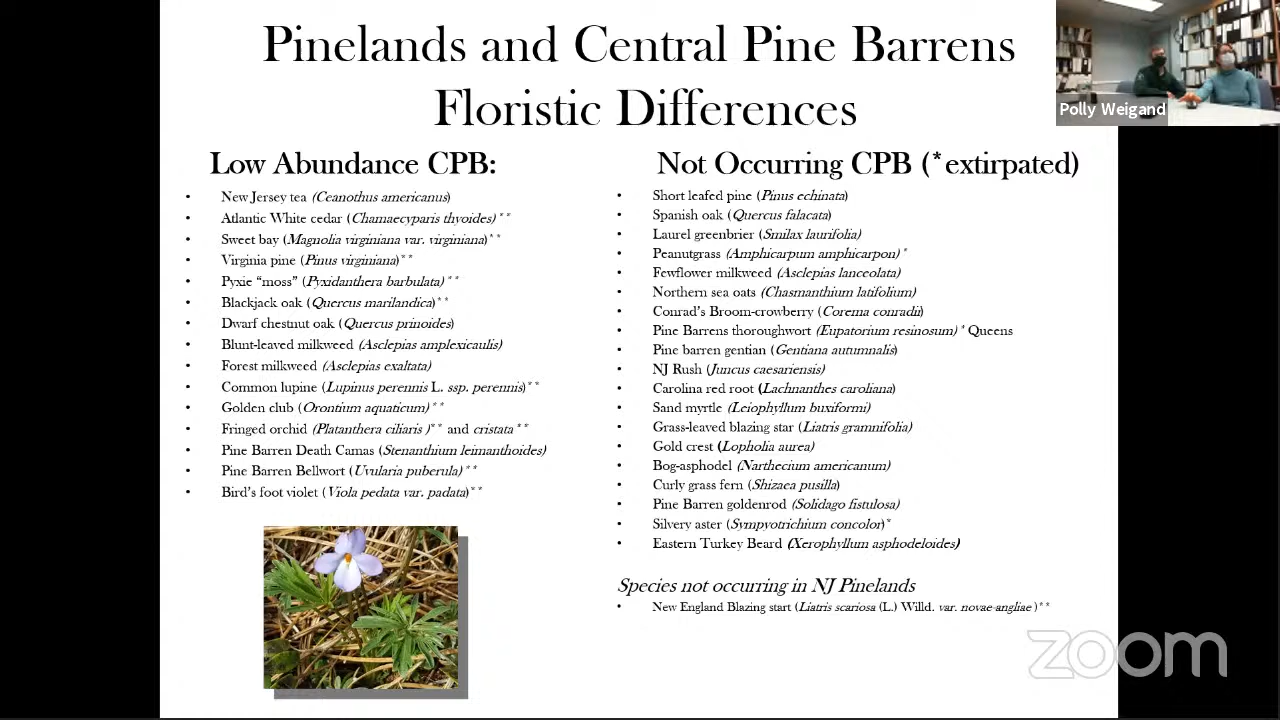 Pinelands and Central Pine Barrens
Floristic Differences
Polly Weigand
Low Abundance CPB:
• New Jersey tea (Ceanothus americanus)
• Atlantic White cedar (Chamaecyparis thyoides)**
• Sweet bay (Magnolia virginiana var. virginiana)**
• Virginia pine (Pinus virginiana)**
• Pyxie “moss” (Pyxidanthera barbulata)**
• Blackjack oak (Quercus marilandica)**
• Dwarf chestnut oak (Quercus prinoides)
• Blunt-leaved milkweed (Asclepias amplexicaulis)
• Forest milkweed (Asclepias exaltata)
• Common lupine (Lupinus perennis L. ssp. perennis)**
• Golden club (Orontium aquaticum)**
• Fringed orchid (Platanthera ciliaris )** and cristata**
• Pine Barren Death Camas (Stenanthium leimanthoides)
• Pine Barren Bellwort (Uvularia puberula)**
• Bird's foot violet (Viola pedata var. padata)**
Not Occurring CPB (*extirpated)
• Short leafed pine (Pinus echinata)
• Spanish oak (Quercus falacata)
• Laurel greenbrier (Smilax laurifolia)
• Peanutgrass (Amphicarpum amphicarpon)*
• Fewflower milkweed (Asclepias lanceolata)
• Northern sea oats (Chasmanthium latifolium)
• Conrad's Broom-crowberry (Corema conradii)
• Pine Barrens thoroughwort (Eupatorium resinosum)* Queens
• Pine barren gentian (Gentiana autumnalis)
• NJ Rush (Juncus caesariensis)
• Carolina red root (Lachnanthes caroliana)
• Sand myrtle (Leiophyllum buxiformi)
• Grass-leaved blazing star (Liatris gramnifolia)
• Gold crest (Lopholia aurea)
• Bog-asphodel (Narthecium americanum)
• Curly grass fern (Shizaea pusilla)
• Pine Barren goldenrod (Solidago fistulosa)
• Silvery aster (Sympyotrichium concolor)*
• Eastern Turkey Beard (Xerophyllum asphodeloides)
Species not occurring in NJ Pinelands
• New England Blazing start (Liatris scariosa (L.) Willd. var. novae-angliae )**
zoom